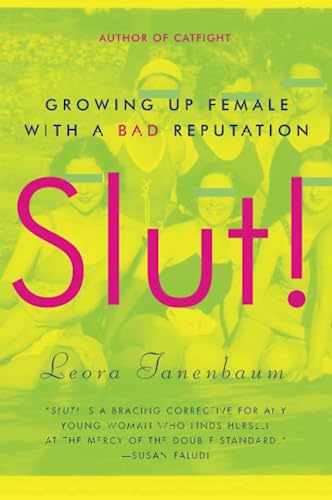 AUTHOR OF CATFIGHT
GROWING UP FEMALE
WITH A BAD REPUTATION
Slut!
Leora Tanenbaum
"SLUT! IS A BRACING CORRECTIVE FOR ANY
YOUNG WOMAN WHO FINDS HERSELF
AT THE MERCY OF THE DOUBLE STANDARD."
—SUSAN FALUDI